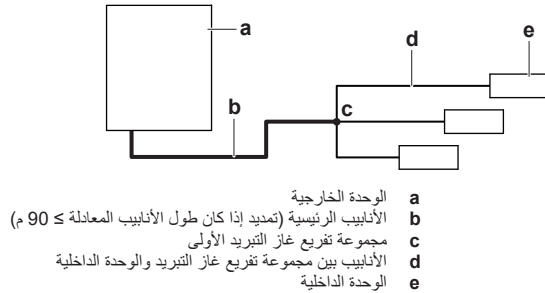 a
d
e
b
c
a الوحدة الخارجية
b الأنابيب الرئيسية (تمديد إذا كان طول الأنابيب المعادلة ≥ 90 م)
c مجموعة تفريع غاز التبريد الأولى
d الأنابيب بين مجموعة تفريع غاز التبريد والوحدة الداخلية
e الوحدة الداخلية